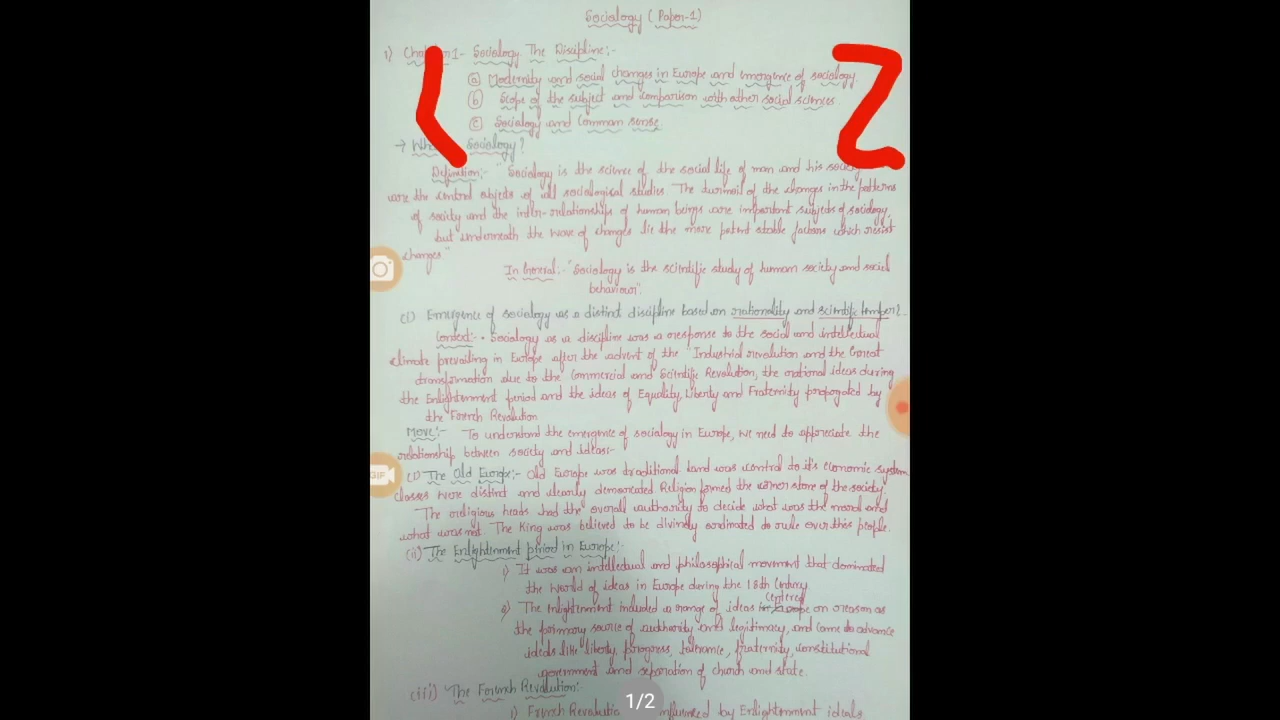 Socialogy (Paper-1)
1) Chapter 1- Socialogy The Discipline:-
(a) Modernity and social changes in Europe and emergence of sociology.
(b) Scope of the subject and comparison with other social sciences.
(c) Socialogy and Common sense.
→ Socialogy?
Definition:- "Sociology is the science of the social life of man and his
are the central objects of all sociological studies. The turmoil of the changes in the patterns
of society and the inter-relationships of human beings are important subjects of sociology,
but underneath the wave of changes lie the more potent stable factors which resist
changes."
In General:- "Sociology is the scientific study of human society and social
behaviour".
(i) Emergence of sociology as a distinct discipline based on rationality and scientific temper?
Context:- • Sociology as a discipline was a response to the social and intellectual
climate prevailing in Europe after the advent of the "Industrial revolution and the Great
transformation due to the Commercial and Scientific Revolution, the rational ideas during
the Enlightenment period and the ideas of Equality, Liberty and Fraternity propogated by
the French Revolution
Move:- To understand the emergence of sociology in Europe, we need to appreciate the
relationship between society and ideas:-
(i) The Old Europe:- Old Europe was traditional. Land was central to it's economic system
classes were distinct and clearly demarcated Religion formed the corner stone of the society.
The religious heads had the overall authority to decide what was the moral and
what was not. The King was believed to be divinely ordinated to rule over this people.
(ii) The Enlightenment period in Europe:-
1) It was an intellectual and philosophical movement that dominated
the world of ideas in Europe during the 18th Century
centered
2) The Enlightenment included a range of ideas on reason as
the primary source of authority and legitimacy, and came to advance
ideals like liberty, progress, tolerance, fraternity, constitutional
government and separation of church and state.
(iii) The French Revolution:-
1) French influenced by Enlightenment ideals
1/2
GIF